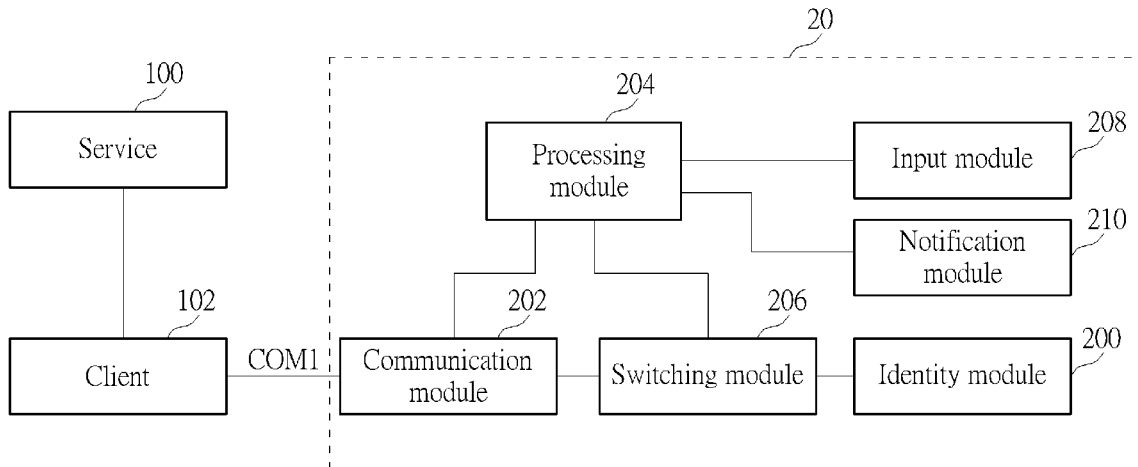 20
100
Service
204
Processing
module
208
Input module
210
Notification
module
102
Client
COM1
202
Communication
module
206
Switching module
200
Identity module